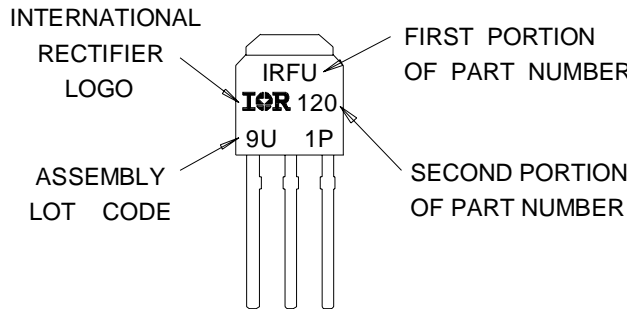 INTERNATIONAL
RECTIFIER
LOGO
FIRST PORTION
OF PART NUMBER
IRFU
IOR 120
9U 1P
ASSEMBLY
LOT CODE
SECOND PORTION
OF PART NUMBER